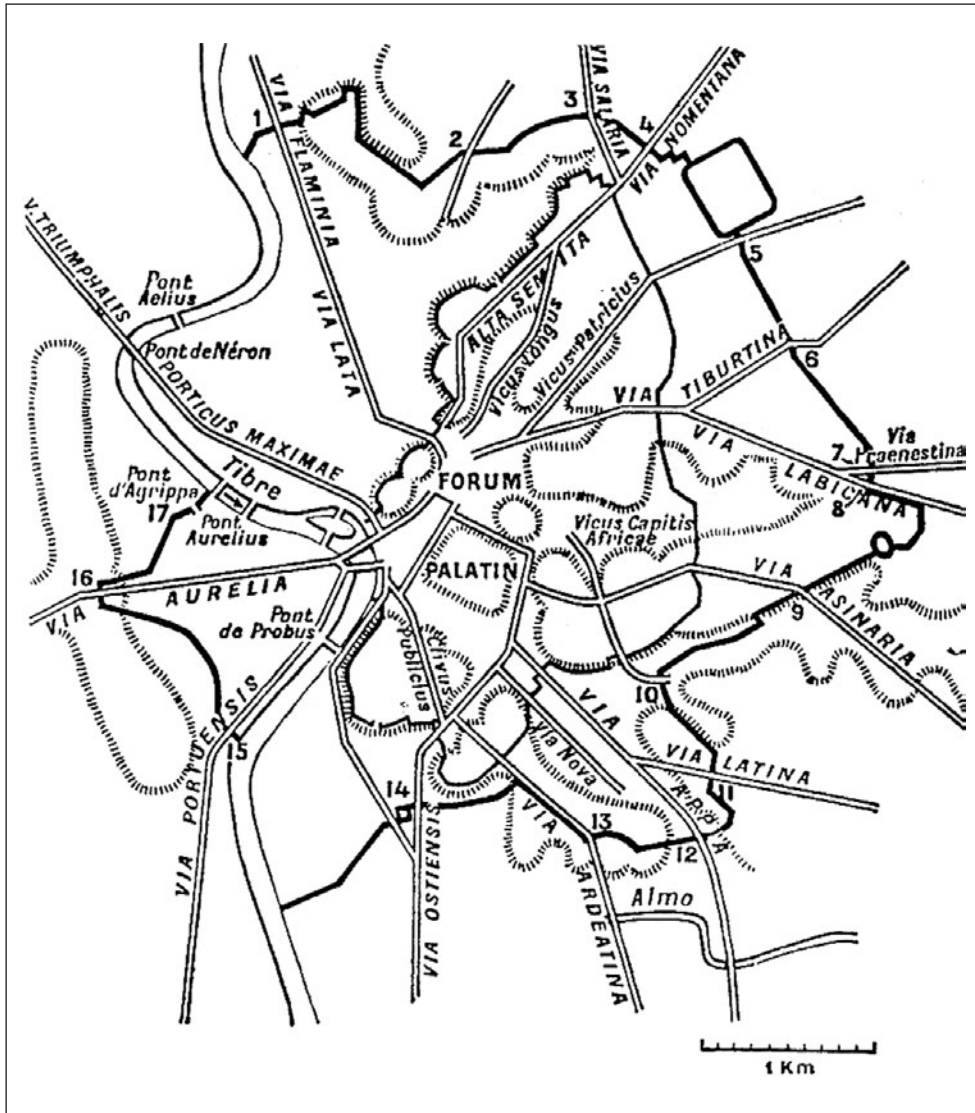 1
VIA FLAMINIA
2
3
VIA SALARIA
4
VIA NOMENTANA
V. TRIUMPHALIS
Pont Aelius
Pont de Néron
VIA LATA
ALTA SEMITA
Vicus Longus
Vicus Patricius
5
6
VIA TIBURTINA
PORTICUS MAXIMAE
Pont
d'Agrippa
17
Tibre
Pont
Aurelius
FORUM
VIA LABICANA
7
Via
Praenestina
8
Vicus Capitis
Africae
PALATIN
16
VIA AURELIA
VIA ASINARIA
9
Pont
de Probus
Clivus
Publicius
10
VIA PORTUENSIS
15
VIA APPIA
Via Nova
VIA LATINA
11
14
13
12
VIA OSTIENSIS
VIA ARDEATINA
Almo
1 Km